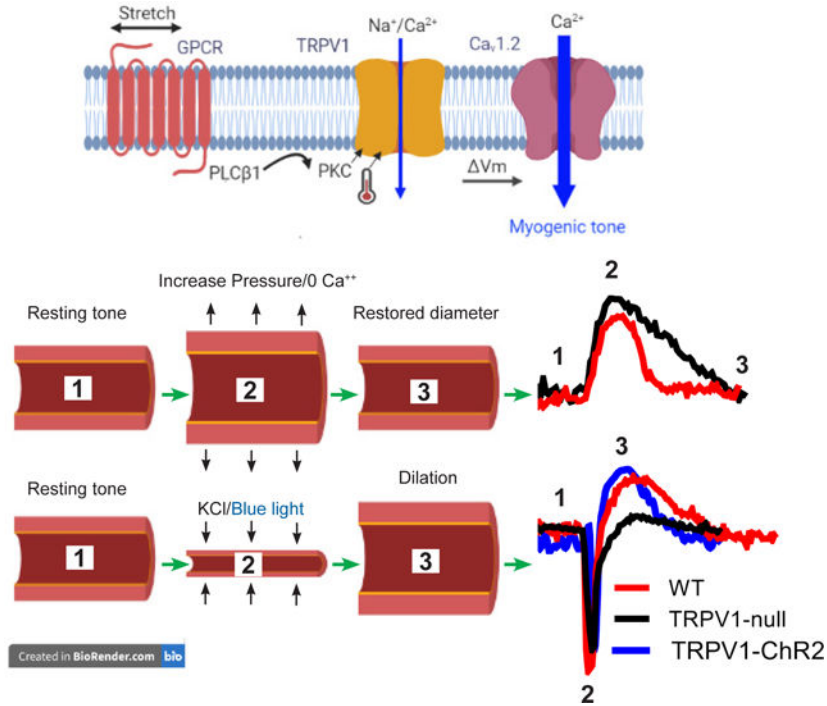 Stretch
GPCR
TRPV1
Na⁺/Ca²⁺
Caᵥ1.2
Ca²⁺
PLCβ1
PKC
ΔVm
Myogenic tone
Increase Pressure/0 Ca⁺⁺
Resting tone
Restored diameter
1
2
3
1
2
3
Resting tone
KCl/Blue light
Dilation
1
2
3
1
2
3
WT
TRPV1-null
TRPV1-ChR2
Created in BioRender.com bio